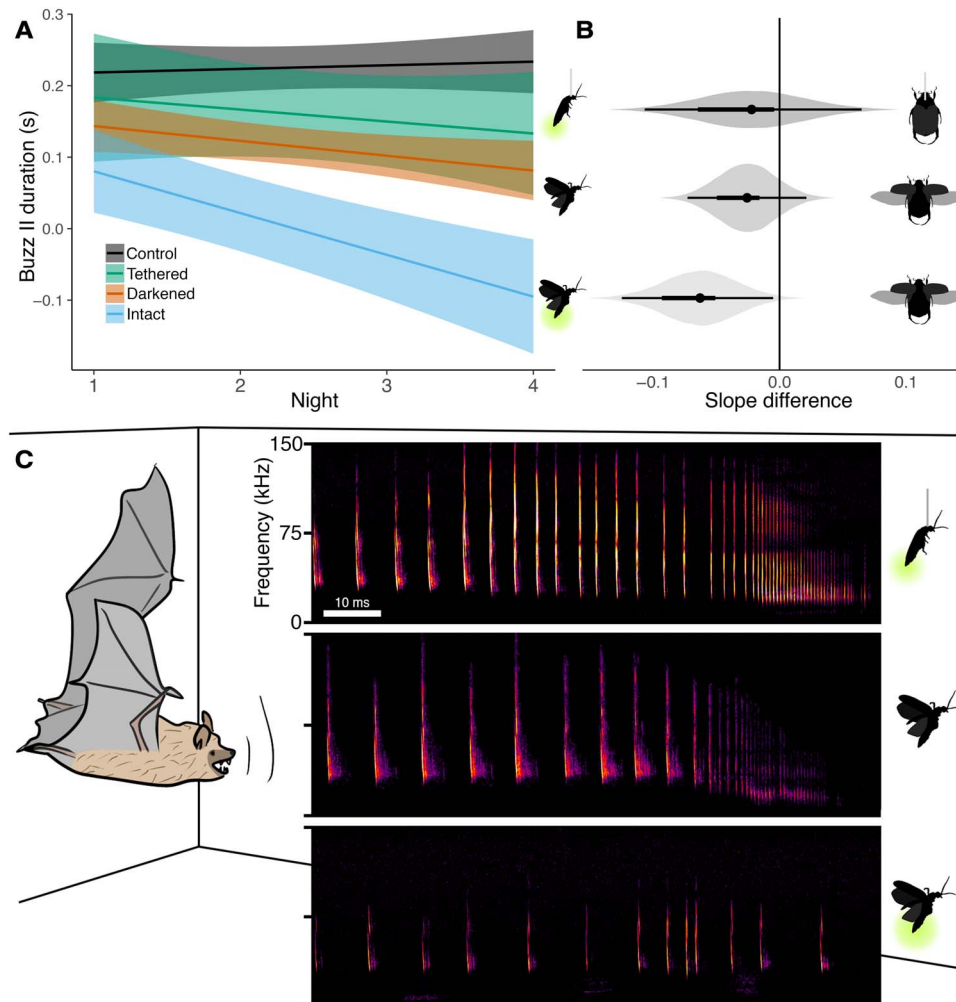 A
B
0.3
0.2
0.1
0.0
−0.1
Buzz II duration (s)
Control
Tethered
Darkened
Intact
1
2
3
4
Night
−0.1
0.0
0.1
Slope difference
C
150
75
0
Frequency (kHz)
10 ms